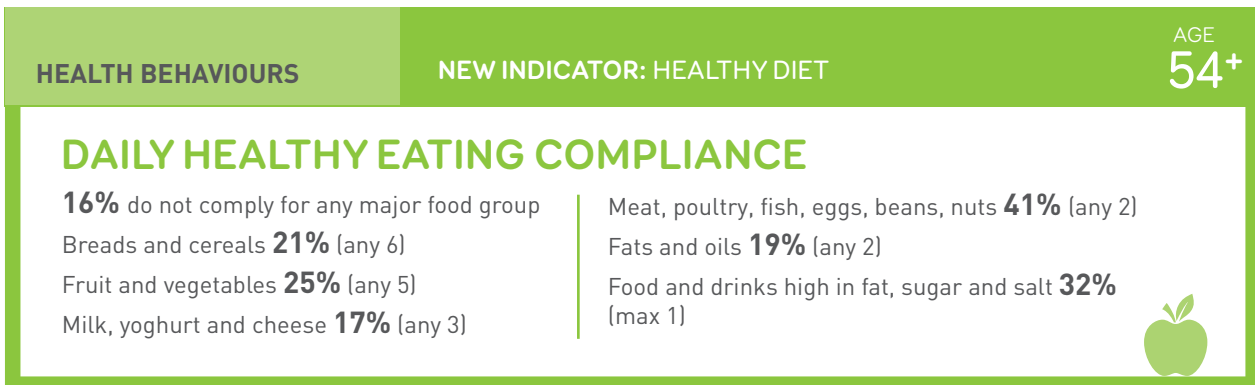 HEALTH BEHAVIOURS
NEW INDICATOR: HEALTHY DIET
AGE
54+
DAILY HEALTHY EATING COMPLIANCE
16% do not comply for any major food group
Breads and cereals 21% (any 6)
Fruit and vegetables 25% (any 5)
Milk, yoghurt and cheese 17% (any 3)
Meat, poultry, fish, eggs, beans, nuts 41% (any 2)
Fats and oils 19% (any 2)
Food and drinks high in fat, sugar and salt 32%
(max 1)